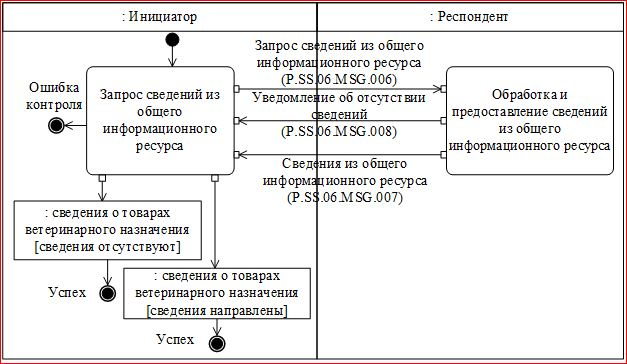 : Инициатор
: Респондент
Запрос сведений из общего
информационного ресурса
(P.SS.06.MSG.006)
Ошибка
контроля
Запрос сведений из
общего
информационного
ресурса
Уведомление об отсутствии
сведений
(P.SS.06.MSG.008)
Обработка и
предоставление сведений
из общего
информационного ресурса
Сведения из общего
информационного ресурса
(P.SS.06.MSG.007)
: сведения о товарах
ветеринарного назначения
[сведения отсутствуют]
Успех
: сведения о товарах
ветеринарного назначения
[сведения направлены]
Успех